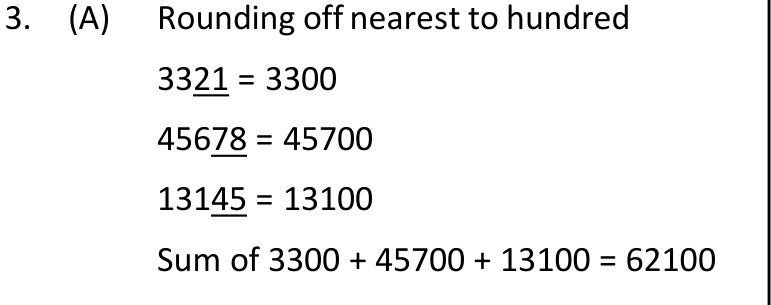 3. (A) Rounding off nearest to hundred
3321 = 3300
45678 = 45700
13145 = 13100
Sum of 3300 + 45700 + 13100 = 62100